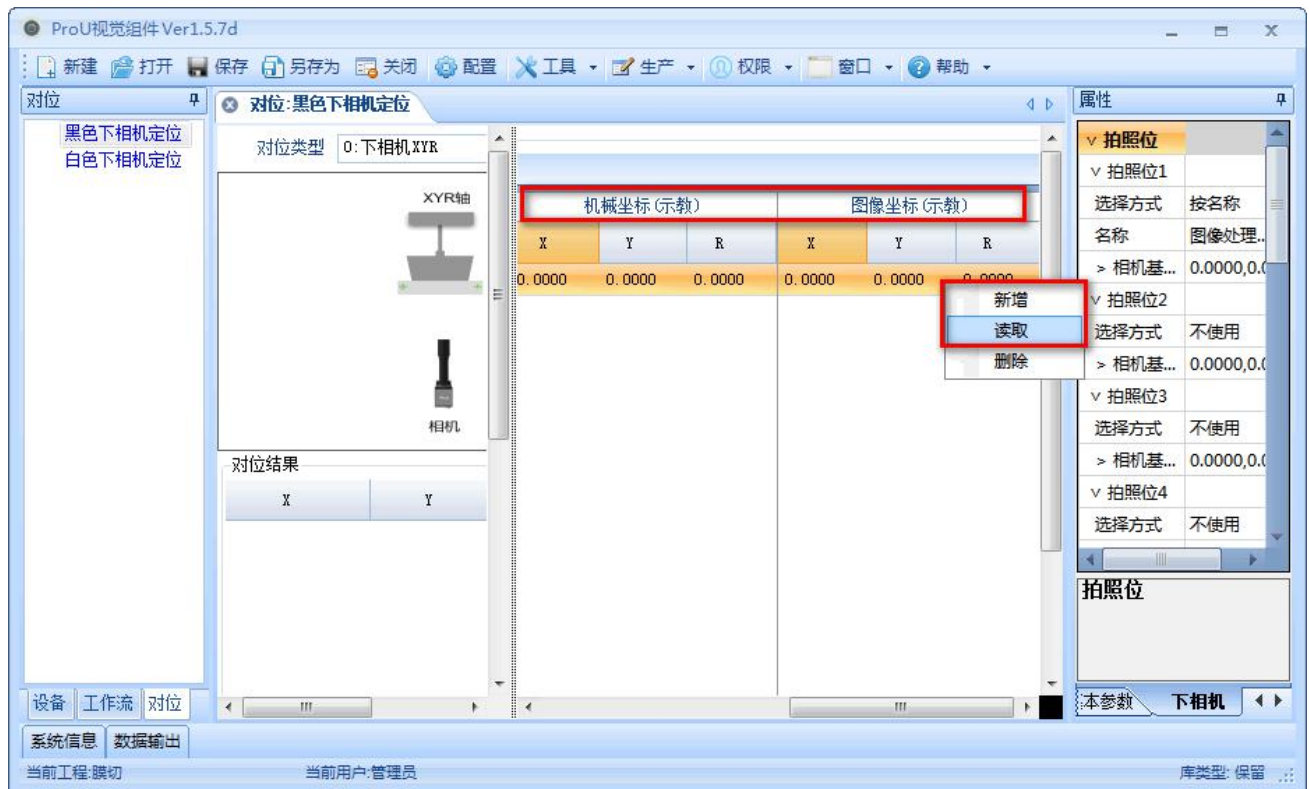 ProU视觉组件 Ver1.5.7d
新建 打开 保存 另存为 关闭 配置 工具 生产 权限 窗口 帮助
对位
黑色下相机定位
白色下相机定位
设备 工作流 对位
对位:黑色下相机定位
对位类型 0:下相机XYR
XYR轴
相机
对位结果
X Y
机械坐标(示教) 图像坐标(示教)
X Y R X Y R
0.0000 0.0000 0.0000 0.0000 0.0000 0.0000
新增
读取
删除
属性
拍照位
拍照位1
选择方式 按名称
名称 图像处理..
> 相机基... 0.0000,0.0
拍照位2
选择方式 不使用
> 相机基... 0.0000,0.0
拍照位3
选择方式 不使用
> 相机基... 0.0000,0.0
拍照位4
选择方式 不使用
拍照位
本参数 下相机
系统信息 数据输出
当前工程:膜切 当前用户:管理员 库类型: 保留